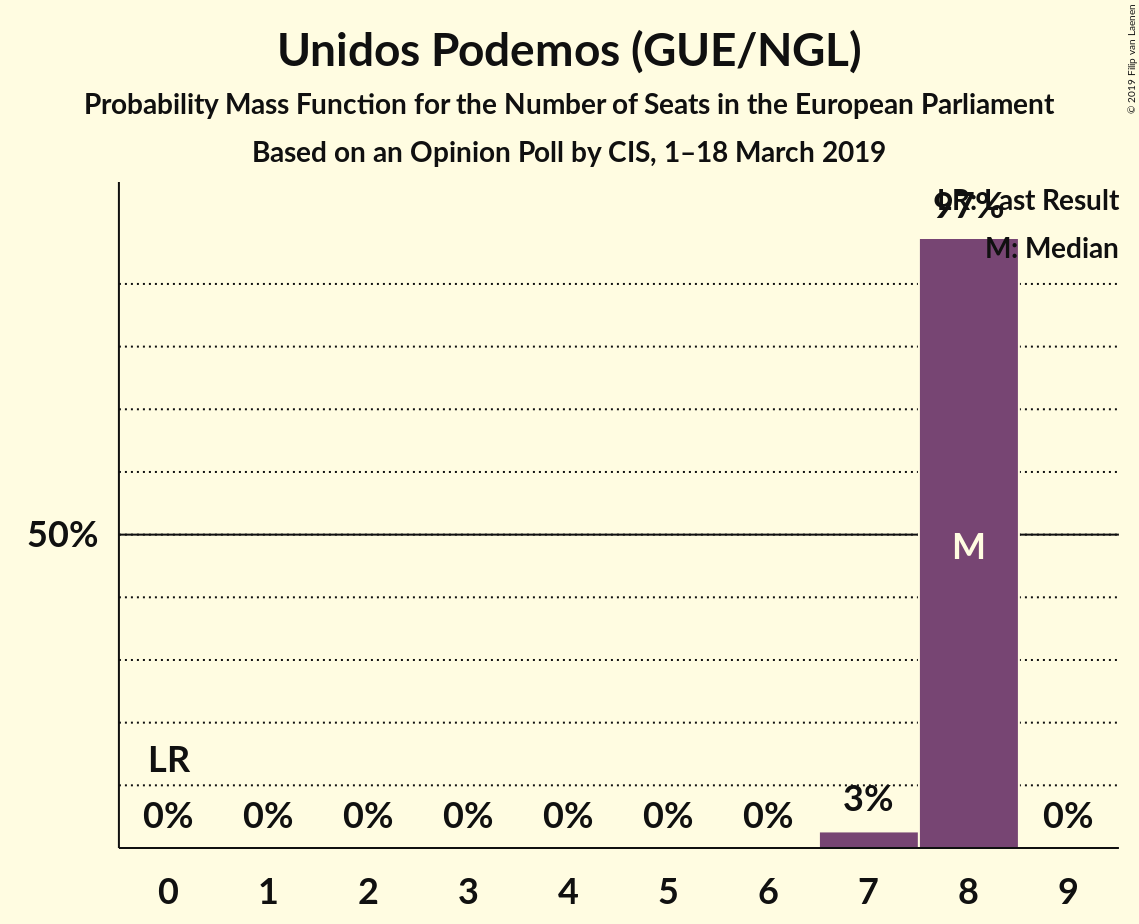 Unidos Podemos (GUE/NGL)
Probability Mass Function for the Number of Seats in the European Parliament
Based on an Opinion Poll by CIS, 1–18 March 2019
© 2019 Filip van Laenen
LR: Last Result
97%
M: Median
50%
M
LR
0% 0% 0% 0% 0% 0% 0% 3% 0%
0 1 2 3 4 5 6 7 8 9